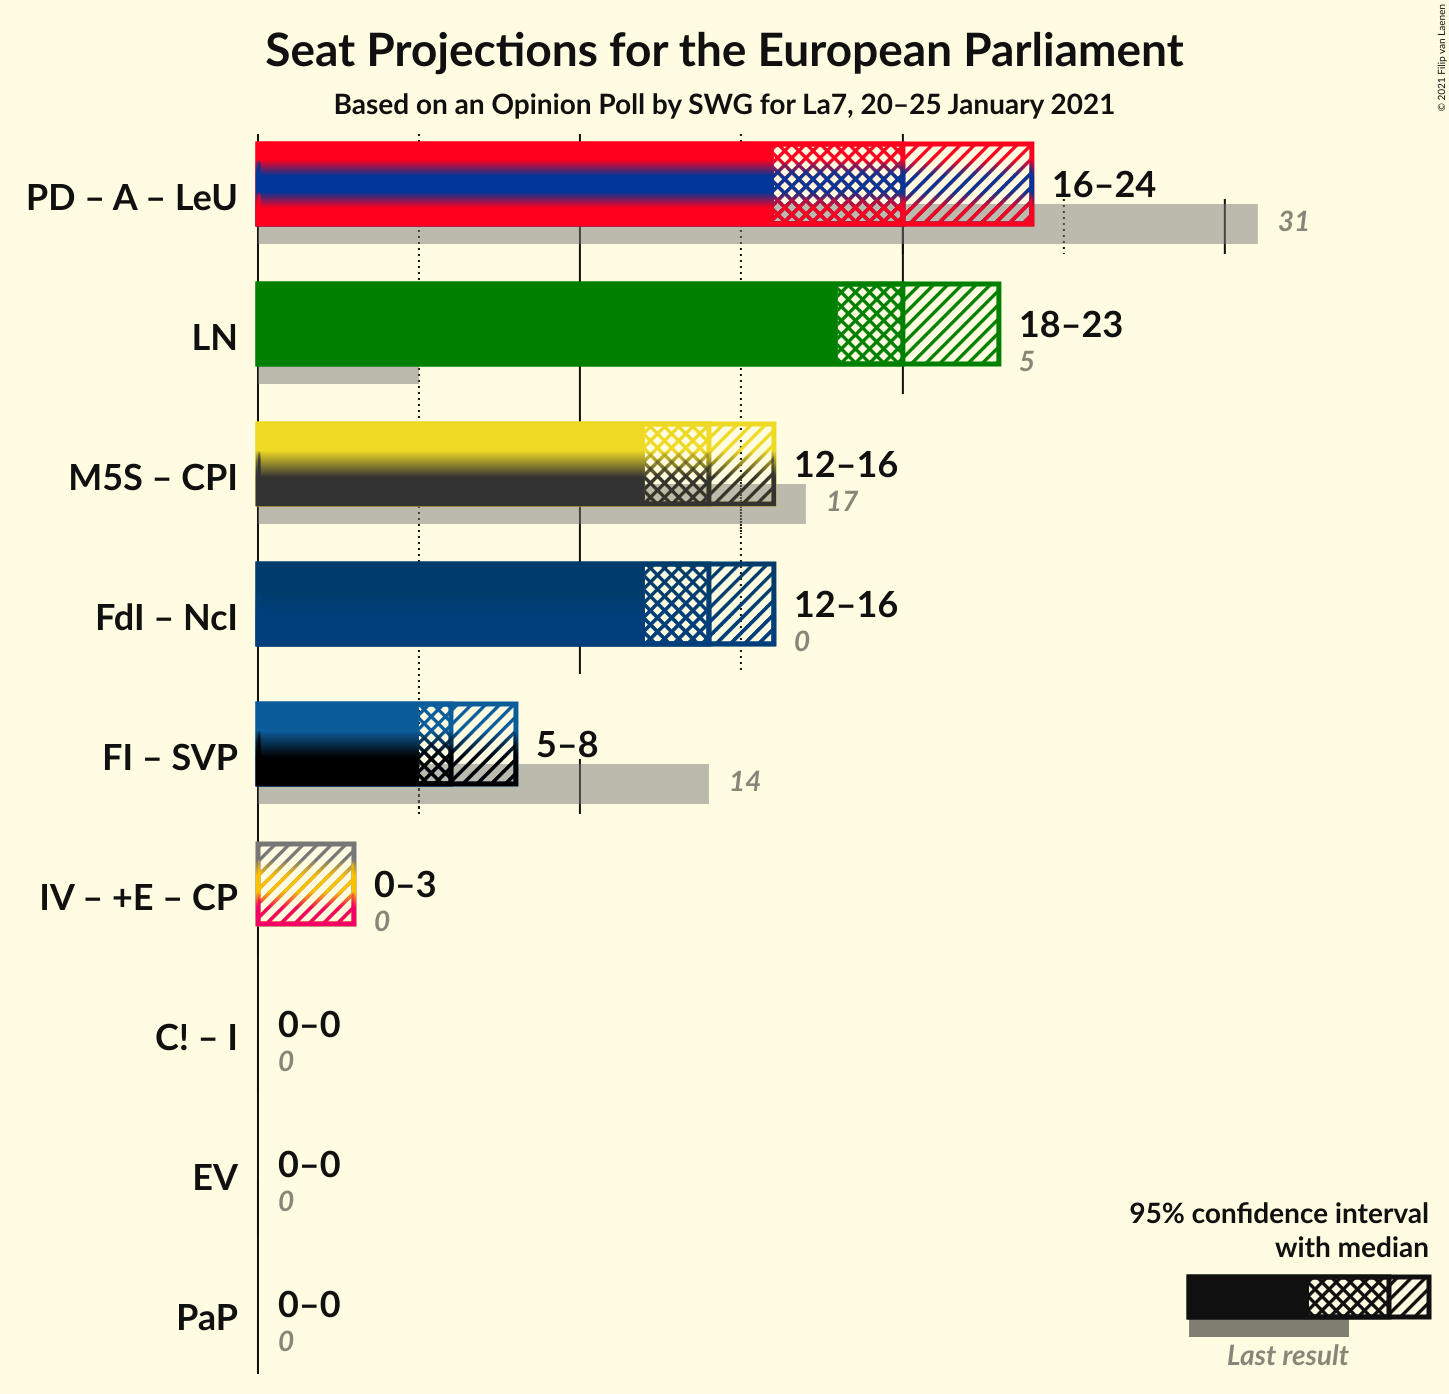 Seat Projections for the European Parliament
Based on an Opinion Poll by SWG for La7, 20–25 January 2021
© 2021 Filip van Laenen
PD – A – LeU
16–24
31
LN
18–23
5
M5S – CPI
12–16
17
FdI – NcI
12–16
0
FI – SVP
5–8
14
IV – +E – CP
0–3
0
C! – I
0–0
0
EV
0–0
0
PaP
0–0
0
95% confidence interval
with median
Last result